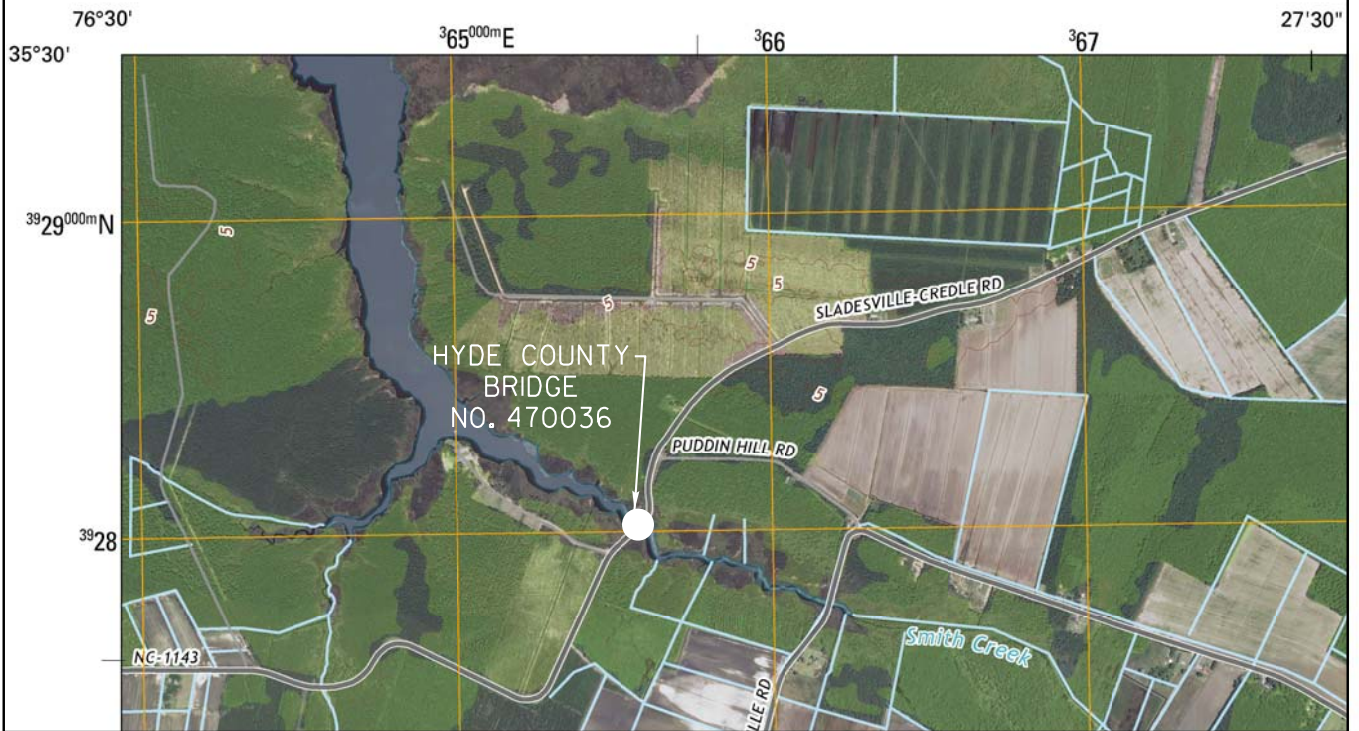 76°30'
27'30"
35°30'
³65⁰⁰⁰ᵐE
³66
³67
³⁹29⁰⁰⁰ᵐN
5
5
5
5
5
SLADESVILLE-CREDLE RD
HYDE COUNTY
BRIDGE
NO. 470036
5
PUDDIN HILL RD
³⁹28
Smith Creek
NC-1143
LLE RD